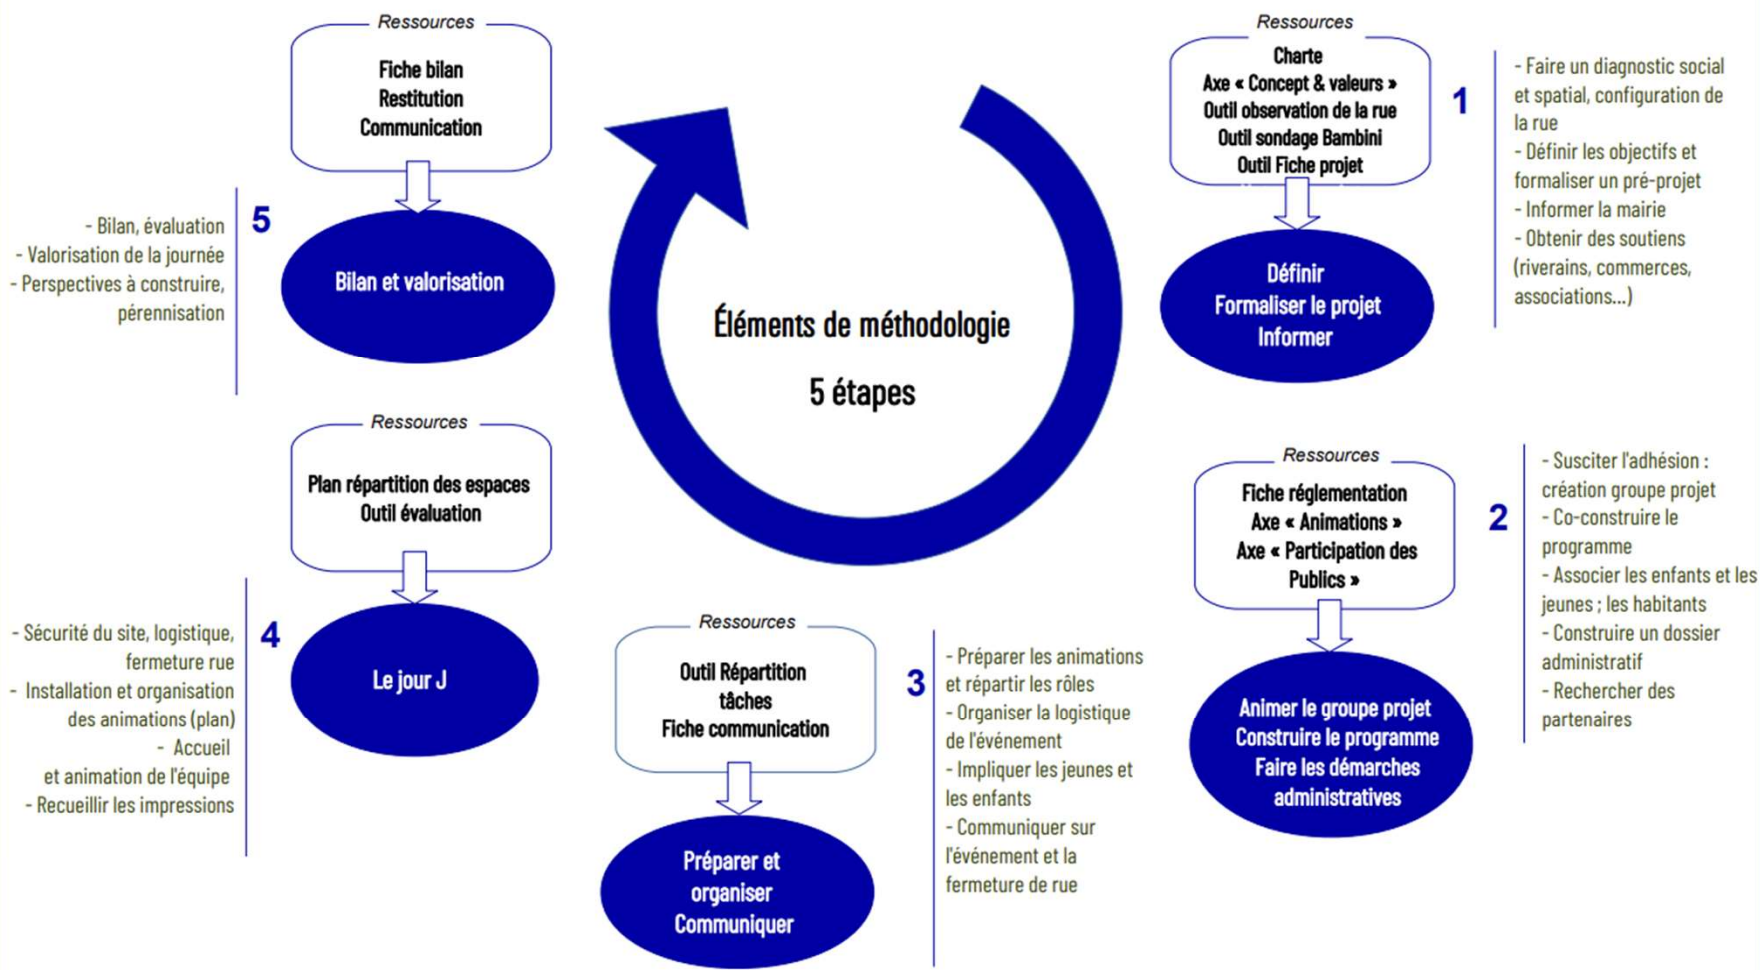 Éléments de méthodologie
5 étapes
Ressources
Charte
Axe « Concept & valeurs »
Outil observation de la rue
Outil sondage Bambini
Outil Fiche projet
Définir
Formaliser le projet
Informer
1
- Faire un diagnostic social
et spatial, configuration de
la rue
- Définir les objectifs et
formaliser un pré-projet
- Informer la mairie
- Obtenir des soutiens
(riverains, commerces,
associations...)
Ressources
Fiche réglementation
Axe « Animations »
Axe « Participation des
Publics »
Animer le groupe projet
Construire le programme
Faire les démarches
administratives
2
- Susciter l'adhésion :
création groupe projet
- Co-construire le
programme
- Associer les enfants et les
jeunes ; les habitants
- Construire un dossier
administratif
- Rechercher des
partenaires
Ressources
Outil Répartition
tâches
Fiche communication
Préparer et
organiser
Communiquer
3
- Préparer les animations
et répartir les rôles
- Organiser la logistique
de l'événement
- Impliquer les jeunes et
les enfants
- Communiquer sur
l'événement et la
fermeture de rue
Ressources
Plan répartition des espaces
Outil évaluation
Le jour J
4
- Sécurité du site, logistique,
fermeture rue
- Installation et organisation
des animations (plan)
- Accueil
et animation de l'équipe
- Recueillir les impressions
Ressources
Fiche bilan
Restitution
Communication
Bilan et valorisation
5
- Bilan, évaluation
- Valorisation de la journée
- Perspectives à construire,
pérennisation